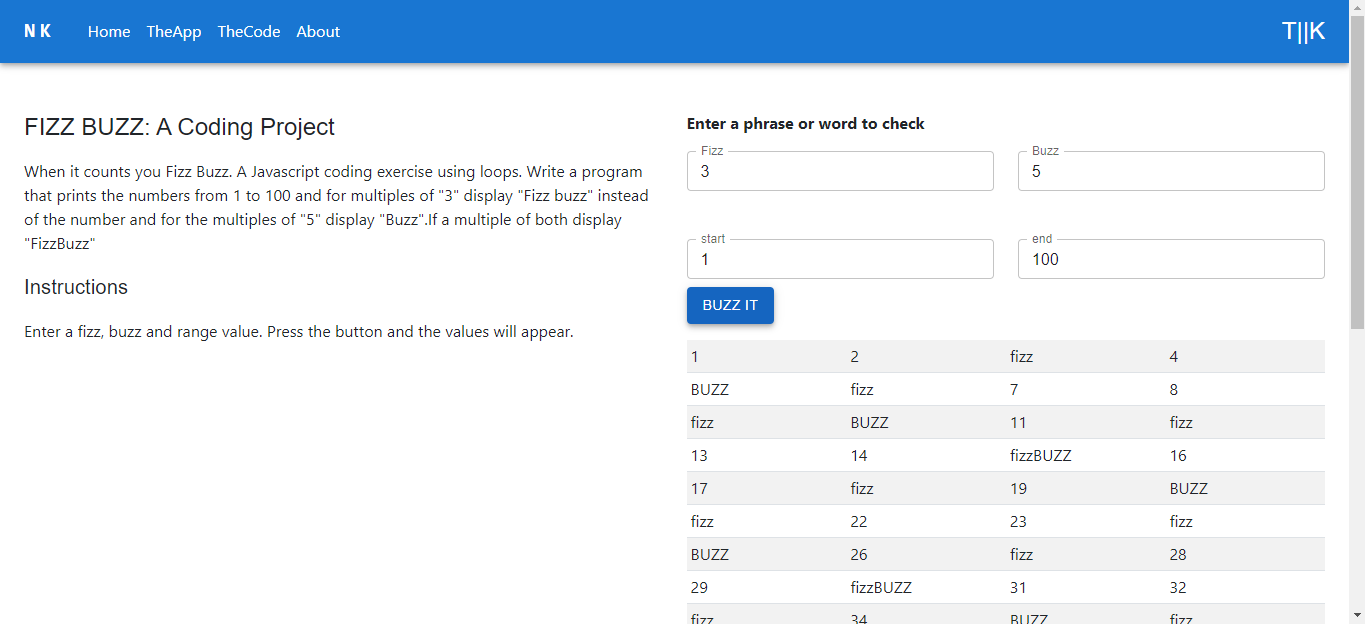 N K Home TheApp TheCode About T||K
FIZZ BUZZ: A Coding Project
When it counts you Fizz Buzz. A Javascript coding exercise using loops. Write a program
that prints the numbers from 1 to 100 and for multiples of "3" display "Fizz buzz" instead
of the number and for the multiples of "5" display "Buzz".If a multiple of both display
"FizzBuzz"
Instructions
Enter a fizz, buzz and range value. Press the button and the values will appear.
Enter a phrase or word to check
Fizz Buzz
3 5
start end
1 100
BUZZ IT
1 2 fizz 4
BUZZ fizz 7 8
fizz BUZZ 11 fizz
13 14 fizzBUZZ 16
17 fizz 19 BUZZ
fizz 22 23 fizz
BUZZ 26 fizz 28
29 fizzBUZZ 31 32
fizz 34 BUZZ fizz